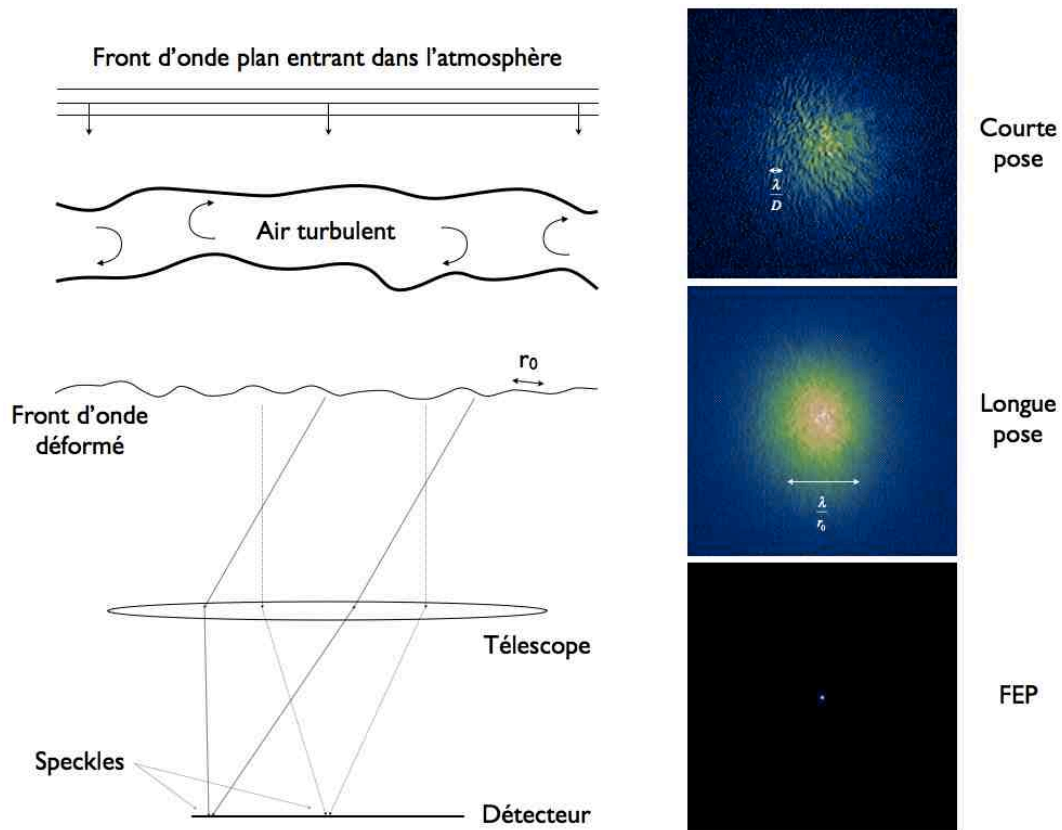 Front d'onde plan entrant dans l'atmosphère
Air turbulent
r₀
Front d'onde
déformé
Télescope
Speckles
Détecteur
λ
D
Courte
pose
λ
r₀
Longue
pose
FEP